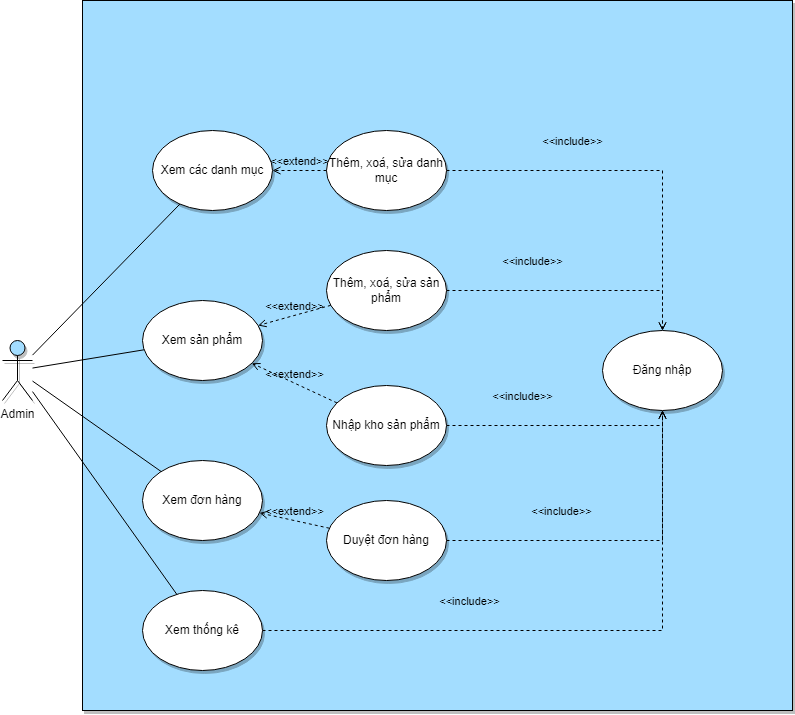 <<include>>
Xem các danh mục
<<extend>>
Thêm, xoá, sửa danh
mục
<<include>>
Thêm, xoá, sửa sản
phẩm
<<extend>>
Xem sản phẩm
Đăng nhập
<<extend>>
Admin
<<include>>
Nhập kho sản phẩm
Xem đơn hàng
<<extend>>
<<include>>
Duyệt đơn hàng
<<include>>
Xem thống kê